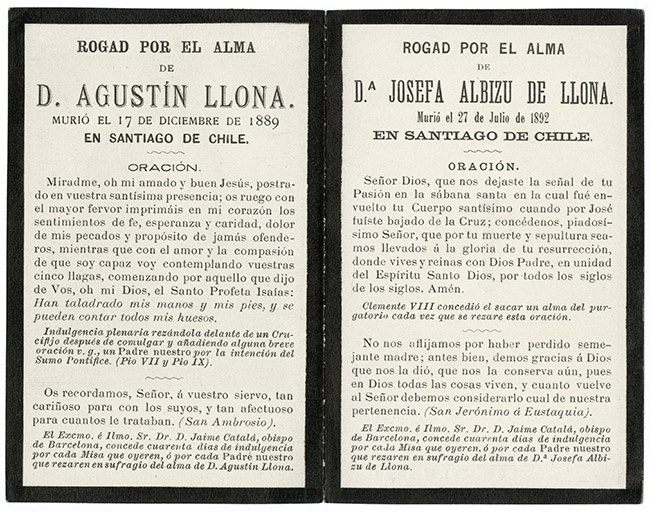 ROGAD POR EL ALMA
DE
D. AGUSTÍN LLONA.
MURIÓ EL 17 DE DICIEMBRE DE 1889
EN SANTIAGO DE CHILE.
ORACIÓN.
Miradme, oh mi amado y buen Jesús, postra-
do en vuestra santísima presencia; os ruego con
el mayor fervor imprimáis en mi corazón los
sentimientos de fe, esperanza y caridad, dolor
de mis pecados y propósito de jamás ofende-
ros, mientras que con el amor y la compasión
de que soy capaz voy contemplando vuestras
cinco llagas, comenzando por aquello que dijo
de Vos, oh mi Dios, el Santo Profeta Isaías:
Han taladrado mis manos y mis pies, y se
pueden contar todos mis huesos.
Indulgencia plenaria rezándola delante de un Cru-
cifijo después de comulgar y añadiendo alguna breve
oración v. g., un Padre nuestro por la intención del
Sumo Pontífice. (Pío VII y Pío IX).
Os recordamos, Señor, á vuestro siervo, tan
cariñoso para con los suyos, y tan afectuoso
para cuantos le trataban. (San Ambrosio).
El Excmo. é Ilmo. Sr. Dr. D. Jaime Catalá, obispo
de Barcelona, concede cuarenta días de indulgencia
por cada Misa que oyeren, ó por cada Padre nuestro
que rezaren en sufragio del alma de D. Agustín Llona.
ROGAD POR EL ALMA
DE
D.ª JOSEFA ALBIZU DE LLONA.
Murió el 27 de Julio de 1892
EN SANTIAGO DE CHILE.
ORACIÓN.
Señor Dios, que nos dejaste la señal de tu
Pasión en la sábana santa en la cual fué en-
vuelto tu Cuerpo santísimo cuando por José
fuíste bajado de la Cruz; concédenos, piadosí-
simo Señor, que por tu muerte y sepultura sea-
mos llevados á la gloria de tu resurrección,
donde vives y reinas con Dios Padre, en unidad
del Espíritu Santo Dios, por todos los siglos
de los siglos. Amén.
Clemente VIII concedió el sacar un alma del pur-
gatorio cada vez que se rezare esta oración.
No nos aflijamos por haber perdido seme-
jante madre; antes bien, demos gracias á Dios
que nos la dió, que nos la conserva aún, pues
en Dios todas las cosas viven, y cuanto vuelve
al Señor debemos considerarlo cual de nuestra
pertenencia. (San Jerónimo á Eustaquia).
El Excmo. é Ilmo. Sr. Dr. D. Jaime Catalá, obispo
de Barcelona, concede cuarenta días de indulgencia
por cada Misa que oyeren, ó por cada Padre nuestro
que rezaren en sufragio del alma de D.ª Josefa Albi-
zu de Llona.